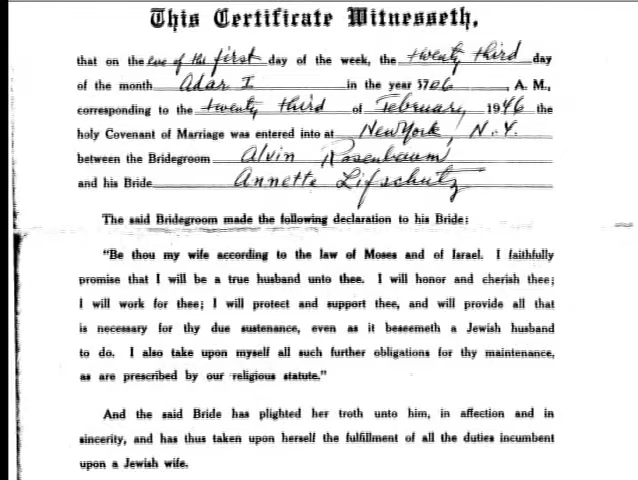 This Certificate Witnesseth,
that on the eve of the first day of the week, the twenty third day
of the month Adar I in the year 5706, A. M.,
corresponding to the twenty third of February 1946 the
holy Covenant of Marriage was entered into at New York, N.Y.
between the Bridegroom Alvin Rosenbaum
and his Bride Annette Lifschutz
The said Bridegroom made the following declaration to his Bride:
"Be thou my wife according to the law of Moses and of Israel. I faithfully
promise that I will be a true husband unto thee. I will honor and cherish thee;
I will work for thee; I will protect and support thee, and will provide all that
is necessary for thy due sustenance, even as it beseemeth a Jewish husband
to do. I also take upon myself all such further obligations for thy maintenance,
as are prescribed by our religious statute."
And the said Bride has plighted her troth unto him, in affection and in
sincerity, and has thus taken upon herself the fulfillment of all the duties incumbent
upon a Jewish wife.